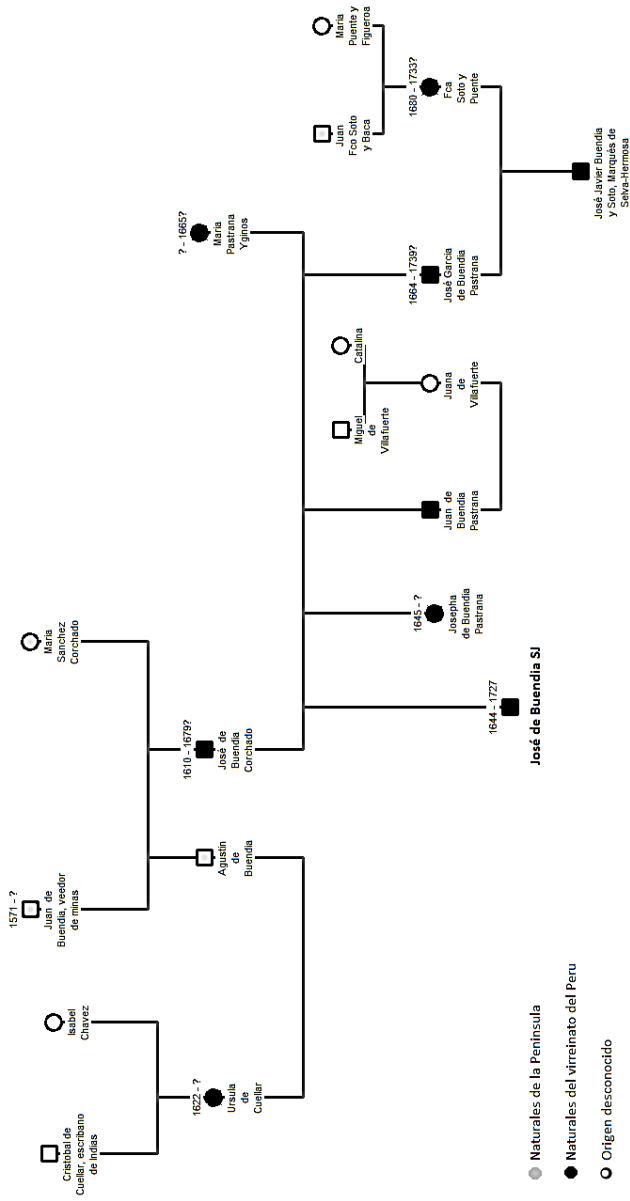 Cristobal de
Cuellar, escribano
de Indias
Isabel
Chavez
1571 - ?
Juan de
Buendia, veedor
de minas
Maria
Sanchez
Corchado
1622 - ?
Ursula
de
Cuellar
Agustin
de
Buendia
1610 - 1679?
José de
Buendia
Corchado
? - 1665?
Maria
Pastrana
Yginos
Juan
Fco Soto
y Baca
Maria
Puente y
Figueroa
Miguel
de
Villafuerte
Catalina
1645 - ?
Josepha
de Buendia
Pastrana
Juan de
Buendia
Pastrana
Juana
de
Villafuerte
1664 - 1739?
José Garcia
de Buendia
Pastrana
1680 - 1733?
Fca
Soto y
Puente
1644 - 1727
José de Buendia SJ
José Javier Buendia
y Soto, Marqués de
Selva-Hermosa
Naturales de la Peninsula
Naturales del virreinato del Peru
Origen desconocido